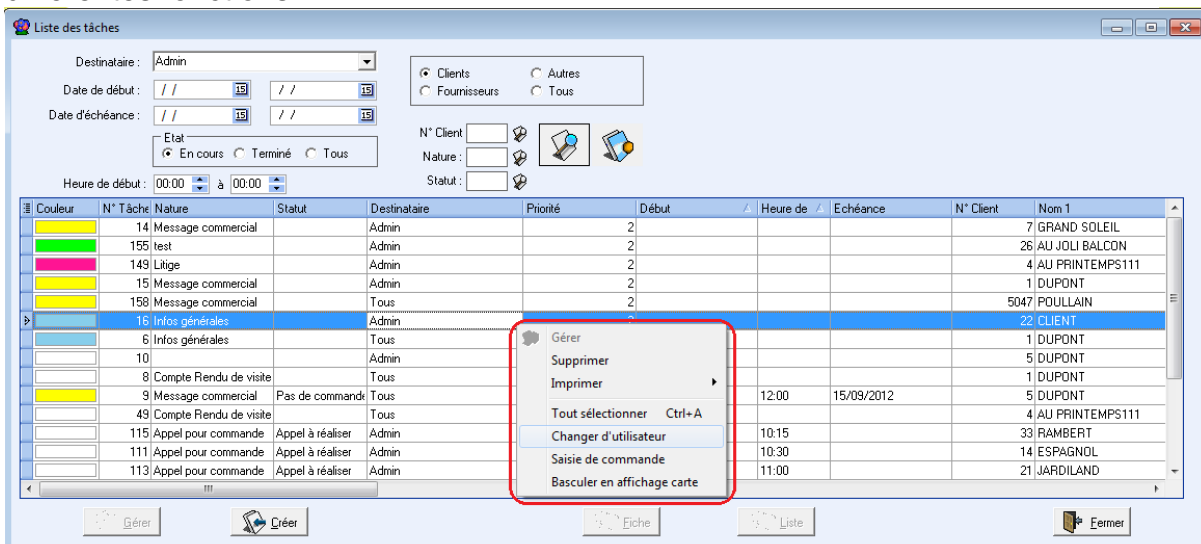 Liste des tâches
Destinataire : Admin
Clients Autres
Date de début : / / 15 / / 15
Fournisseurs Tous
Date d'échéance : / / 15 / / 15
Etat
N° Client
En cours Terminé Tous
Nature :
Heure de début : 00:00 à 00:00
Statut :
Couleur N° Tâche Nature Statut Destinataire Priorité Début Heure de Echéance N° Client Nom 1
14 Message commercial Admin 2 7 GRAND SOLEIL
155 test Admin 2 26 AU JOLI BALCON
149 Litige Admin 2 4 AU PRINTEMPS111
15 Message commercial Admin 2 1 DUPONT
158 Message commercial Tous 2 5047 POULLAIN
16 Infos générales Admin 22 CLIENT
6 Infos générales Tous 1 DUPONT
10 Admin 5 DUPONT
8 Compte Rendu de visite Tous 1 DUPONT
9 Message commercial Pas de commande Tous 12:00 15/09/2012 5 DUPONT
49 Compte Rendu de visite Tous 4 AU PRINTEMPS111
115 Appel pour commande Appel à réaliser Admin 10:15 33 RAMBERT
111 Appel pour commande Appel à réaliser Admin 10:30 14 ESPAGNOL
113 Appel pour commande Appel à réaliser Admin 11:00 21 JARDILAND
Gérer
Supprimer
Imprimer
Tout sélectionner Ctrl+A
Changer d'utilisateur
Saisie de commande
Basculer en affichage carte
Gérer Créer Fiche Liste Fermer